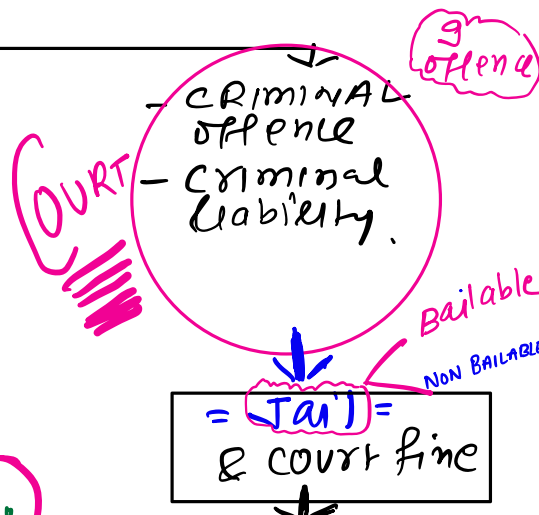 9
offence
- CRIMINAL
offence
- Criminal
liability.
COURT
Bailable
NON BAILABLE
= Jail =
& court fine